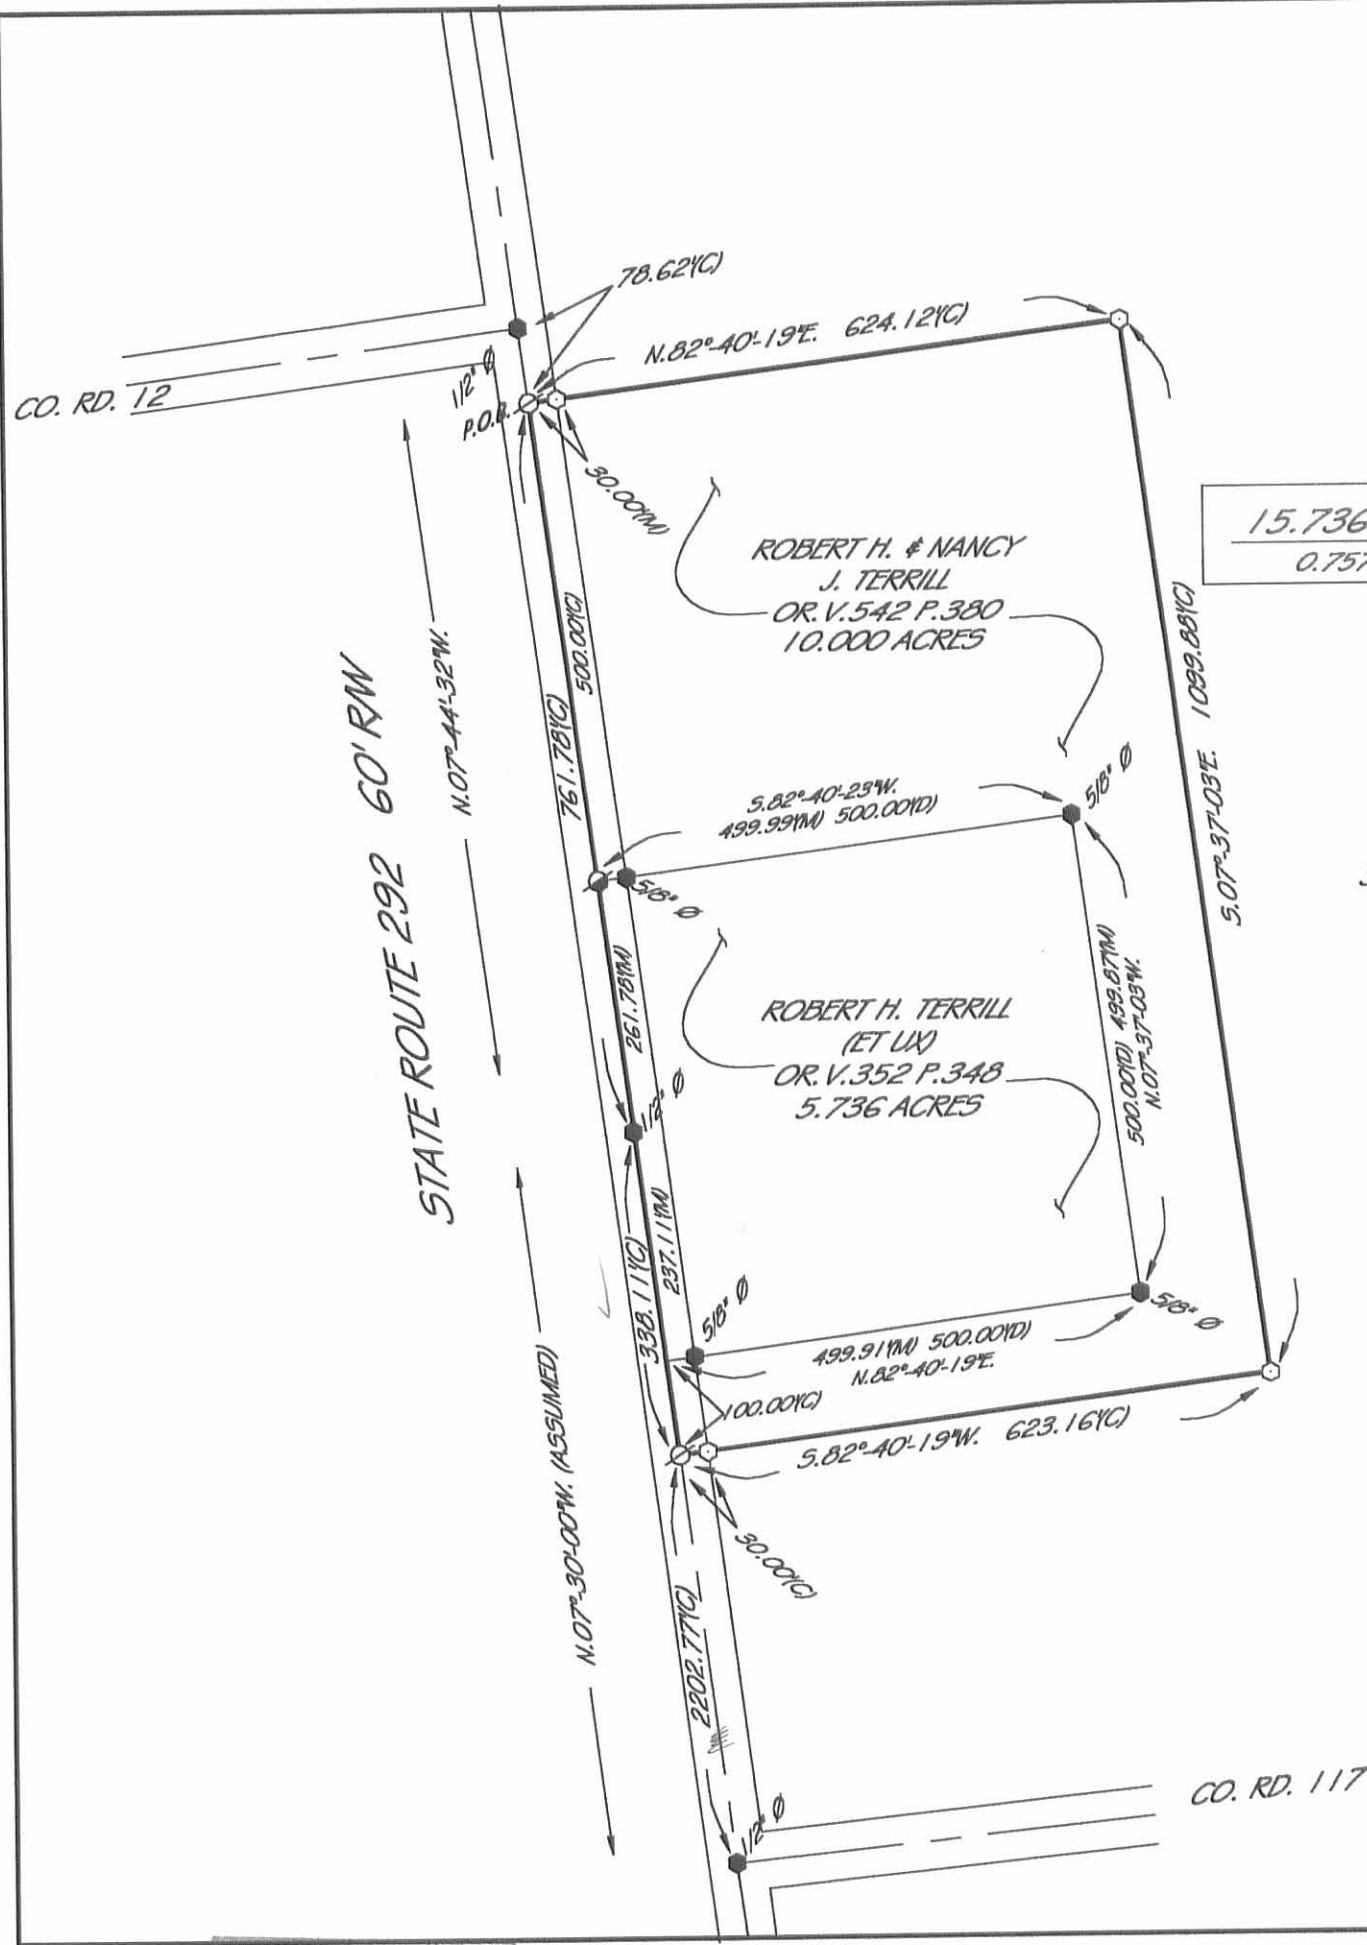 78.62'(C)
N.82°-40'-19"E. 624.12'(C)
1/2" Ø
CO. RD. 12
P.O.B.
30.00'(M)
15.736
0.757
ROBERT H. & NANCY
J. TERRILL
OR.V.542 P.380
10.000 ACRES
N.07°-44'-32"W.
500.00'(C)
761.78'(C)
S.07°-37'-03"E. 1099.88'(C)
STATE ROUTE 292 60' R/W
S.82°-40'-23"W.
499.99'(M) 500.00'(D)
5/8" Ø
5/8" Ø
261.78'(M)
ROBERT H. TERRILL
(ET UX)
OR.V.352 P.348
5.736 ACRES
500.00'(D) 499.87'(M)
N.07°-37'-03"W.
1/2" Ø
237.11'(M)
338.11'(C)
5/8" Ø
5/8" Ø
499.91'(M) 500.00'(D)
N.82°-40'-19"E.
100.00'(C)
S.82°-40'-19"W. 623.16'(C)
N.07°-30'-00"W. (ASSUMED)
30.00'(C)
2202.77'(C)
CO. RD. 117
1/2" Ø